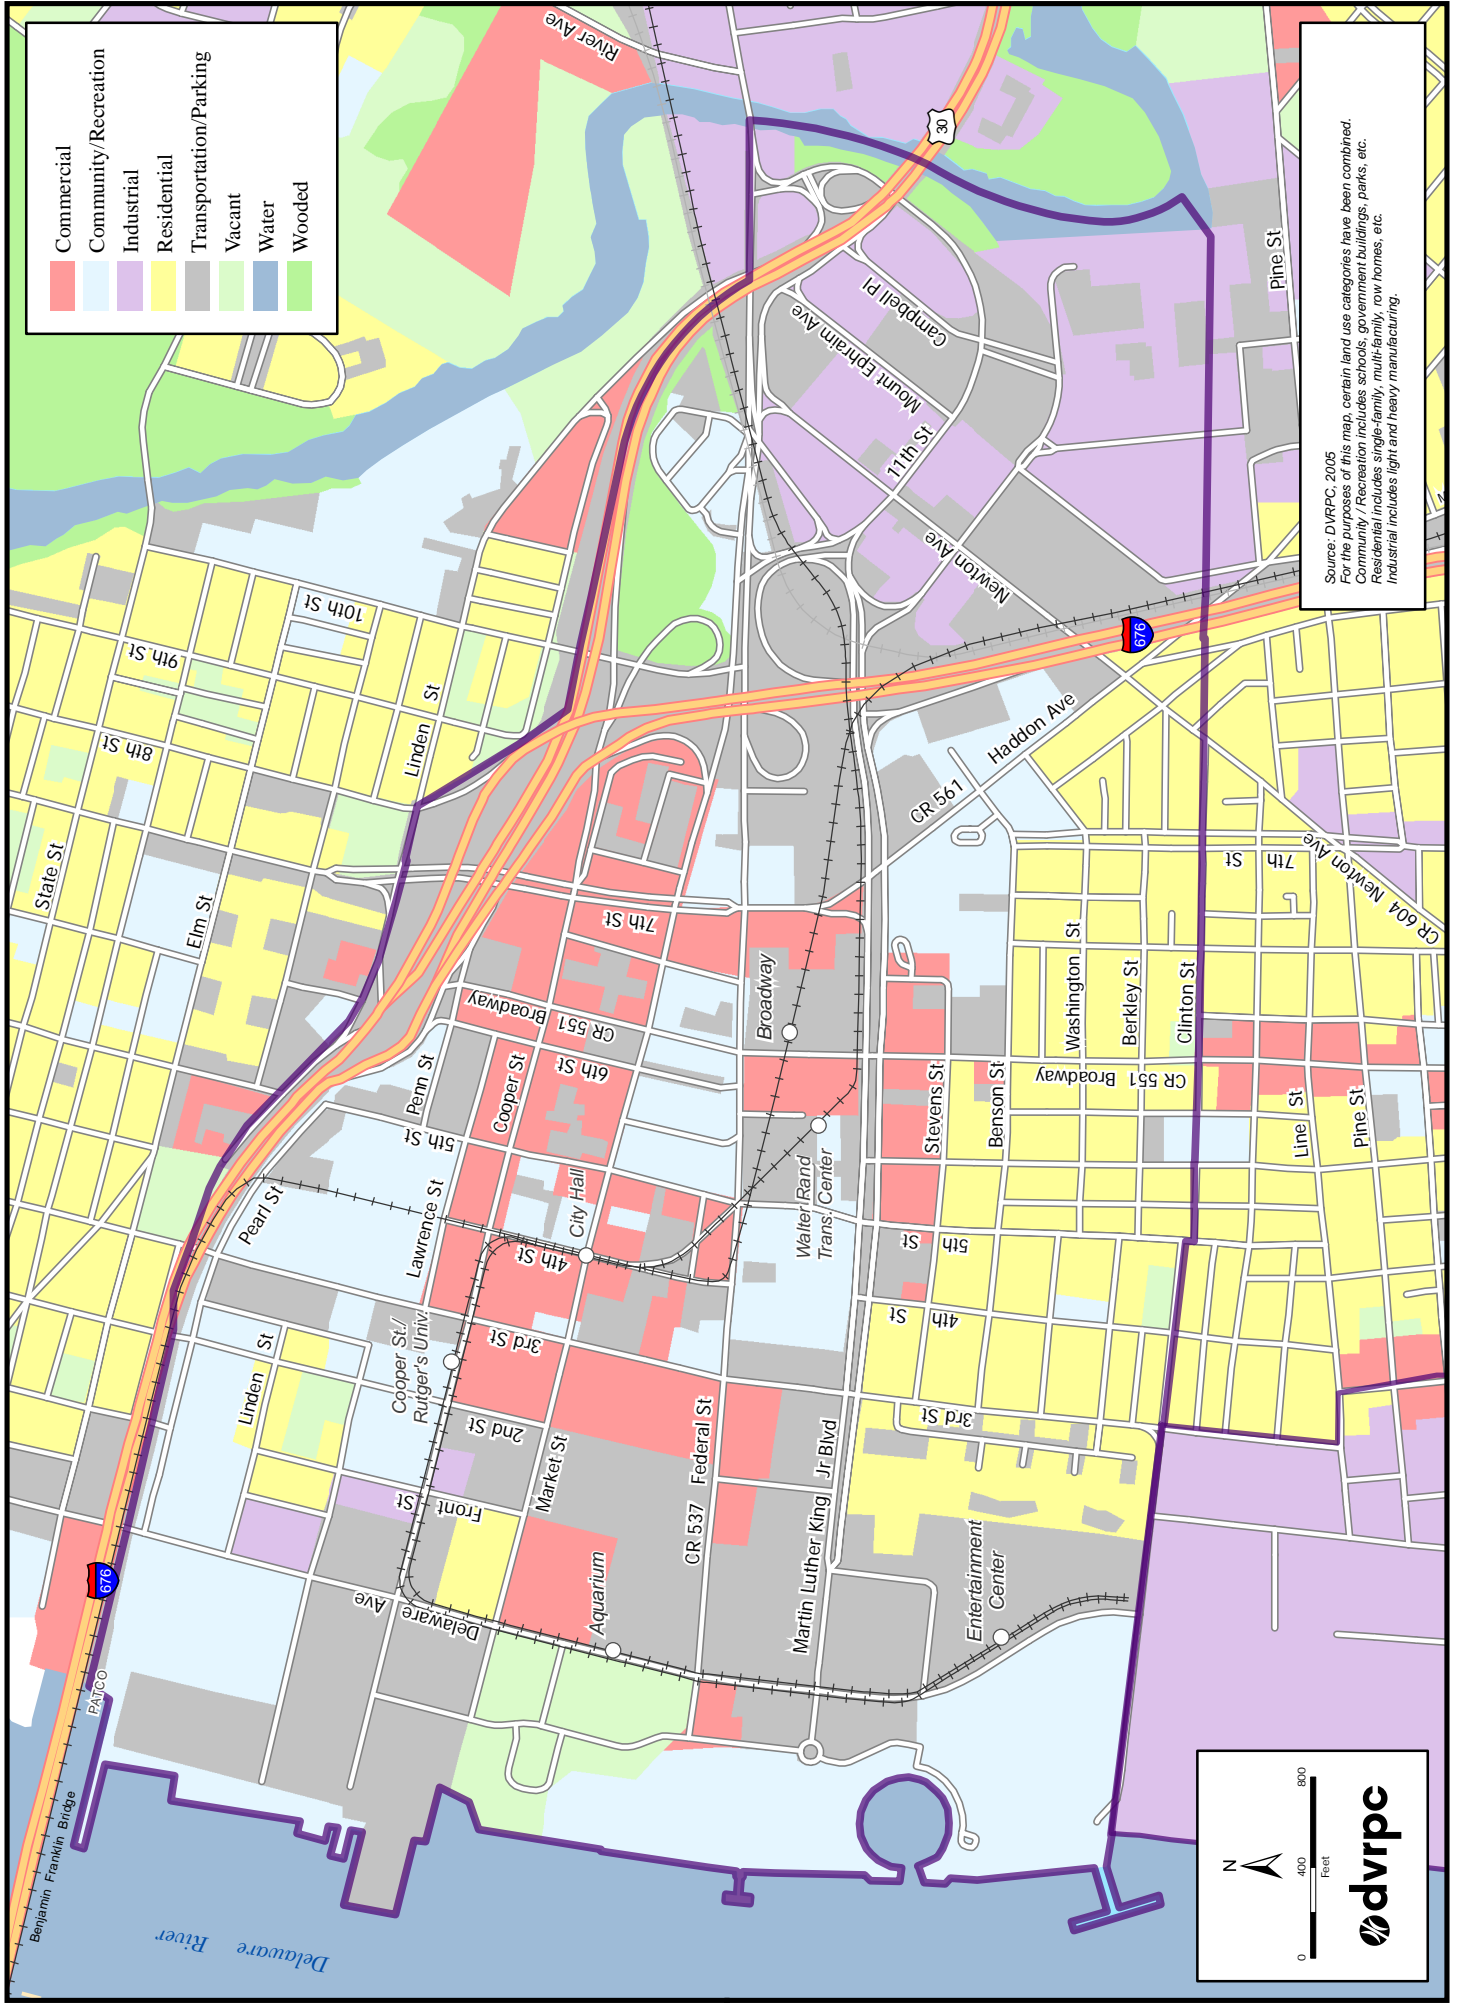 Commercial
Community/Recreation
Industrial
Residential
Transportation/Parking
Vacant
Water
Wooded
River Ave
30
Pine St
Campbell Pl
Mount Ephraim Ave
11th St
Newton Ave
10th St
9th St
8th St
Linden St
State St
Elm St
676
Haddon Ave
CR 561
7th St
7th St
CR 604 Newton Ave
CR 551 Broadway
6th St
Penn St
Cooper St
5th St
Broadway
Washington St
Berkley St
Clinton St
CR 551 Broadway
Stevens St
Benson St
Line St
Pine St
Pearl St
Lawrence St
City Hall
4th St
Walter Rand
Trans. Center
5th St
4th St
Linden St
Cooper St./
Rutger's Univ.
3rd St
2nd St
Market St
Front St
CR 537 Federal St
Martin Luther King Jr Blvd
3rd St
676
PATCO
Delaware Ave
Aquarium
Entertainment
Center
Benjamin Franklin Bridge
Delaware River
Source: DVRPC, 2005
For the purposes of this map, certain land use categories have been combined.
Community / Recreation includes schools, government buildings, parks, etc.
Residential includes single-family, multi-family, row homes, etc.
Industrial includes light and heavy manufacturing.
N
0 400 800
Feet
dvrpc